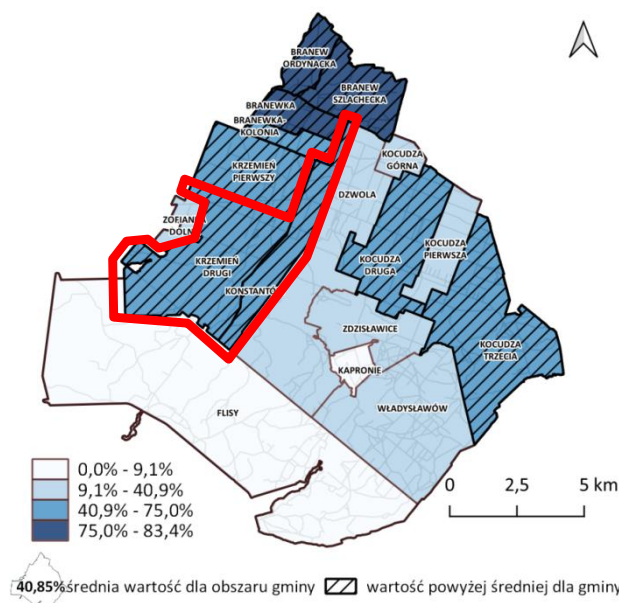 BRANEW
ORDYNACKA
BRANEW
SZLACHECKA
BRANEWKA
BRANEWKA-
KOLONIA
KOCUDZA
GÓRNA
KRZEMIEŃ
PIERWSZY
DZWOLA
ZOFIAN
DOLN
KOCUDZA
PIERWSZA
KOCUDZA
DRUGA
KRZEMIEŃ
DRUGI
KONSTANTÓ
ZDZISŁAWICE
KOCUDZA
TRZECIA
KAPRONIE
FLISY
WŁADYSŁAWÓW
0,0% - 9,1%
9,1% - 40,9%
40,9% - 75,0%
75,0% - 83,4%
0 2,5 5 km
40,85% średnia wartość dla obszaru gminy
wartość powyżej średniej dla gminy